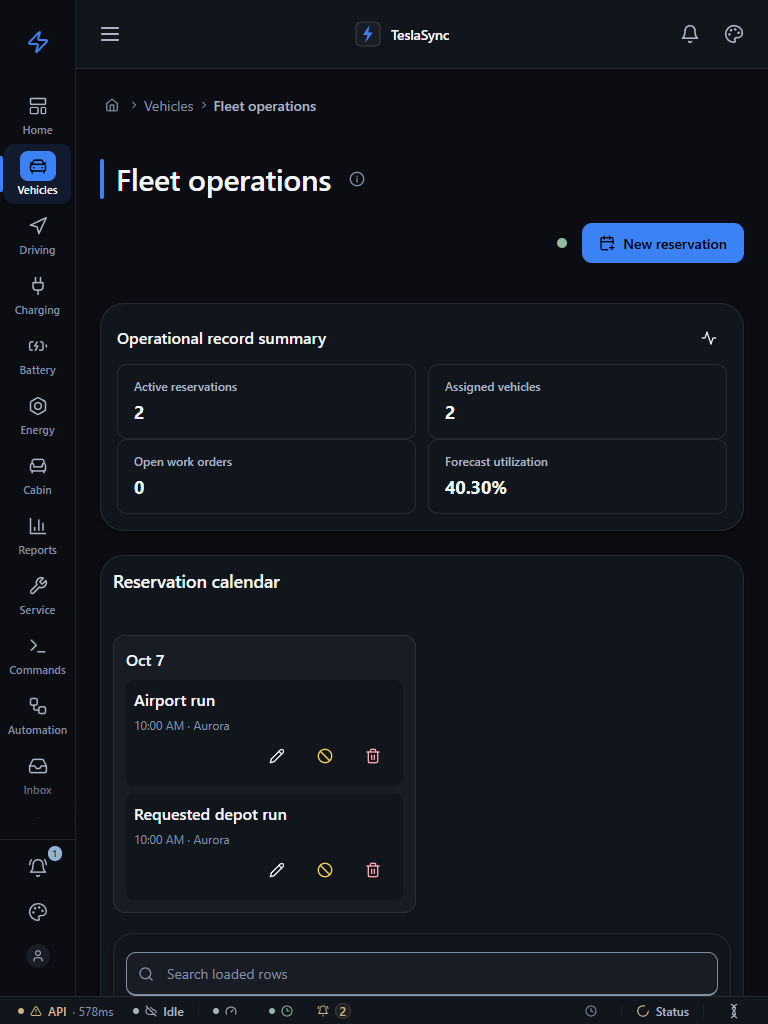 TeslaSync
Home
Vehicles
Driving
Charging
Battery
Energy
Cabin
Reports
Service
Commands
Automation
Inbox
1
Vehicles
Fleet operations
Fleet operations
New reservation
Operational record summary
Active reservations
2
Assigned vehicles
2
Open work orders
0
Forecast utilization
40.30%
Reservation calendar
Oct 7
Airport run
10:00 AM · Aurora
Requested depot run
10:00 AM · Aurora
Search loaded rows
API · 578ms
Idle
2
Status